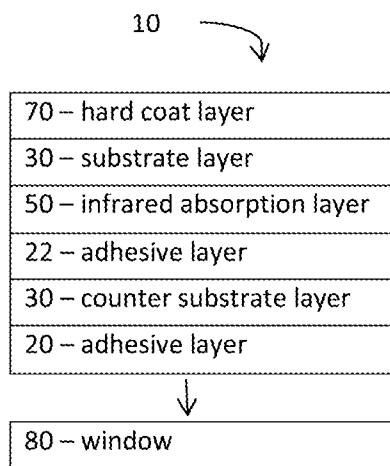 10
70 – hard coat layer
30 – substrate layer
50 – infrared absorption layer
22 – adhesive layer
30 – counter substrate layer
20 – adhesive layer
80 – window